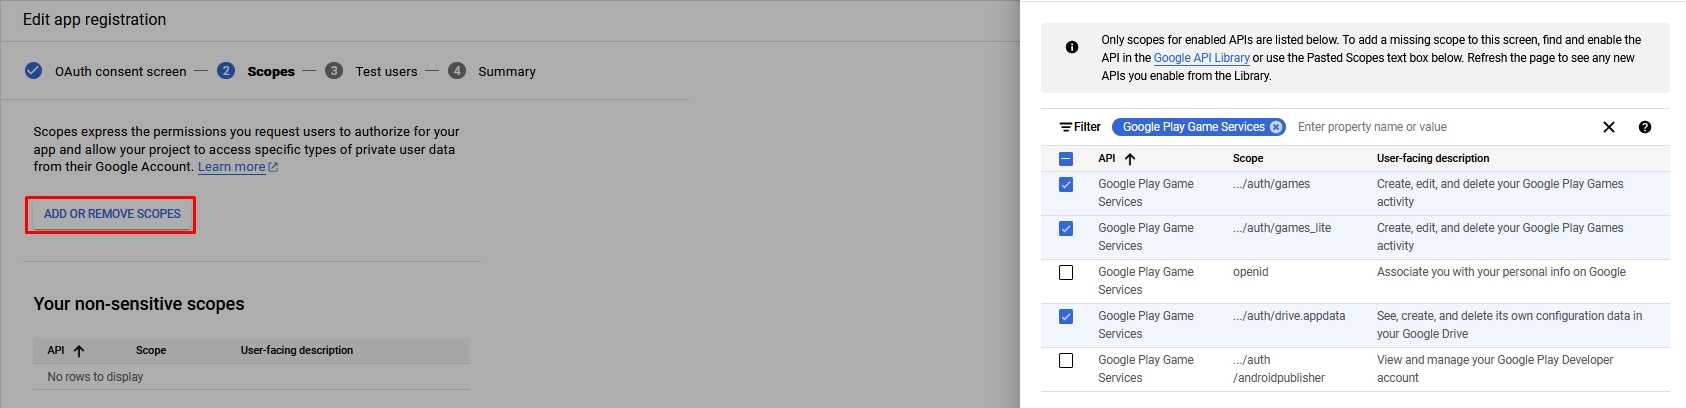 Edit app registration
OAuth consent screen — 2 Scopes — 3 Test users — 4 Summary
Scopes express the permissions you request users to authorize for your
app and allow your project to access specific types of private user data
from their Google Account. Learn more
ADD OR REMOVE SCOPES
Your non-sensitive scopes
API Scope User-facing description
No rows to display
Only scopes for enabled APIs are listed below. To add a missing scope to this screen, find and enable the
API in the Google API Library or use the Pasted Scopes text box below. Refresh the page to see any new
APIs you enable from the Library.
Filter Google Play Game Services Enter property name or value
API Scope User-facing description
Google Play Game .../auth/games Create, edit, and delete your Google Play Games
Services activity
Google Play Game .../auth/games_lite Create, edit, and delete your Google Play Games
Services activity
Google Play Game openid Associate you with your personal info on Google
Services
Google Play Game .../auth/drive.appdata See, create, and delete its own configuration data in
Services your Google Drive
Google Play Game .../auth View and manage your Google Play Developer
Services /androidpublisher account